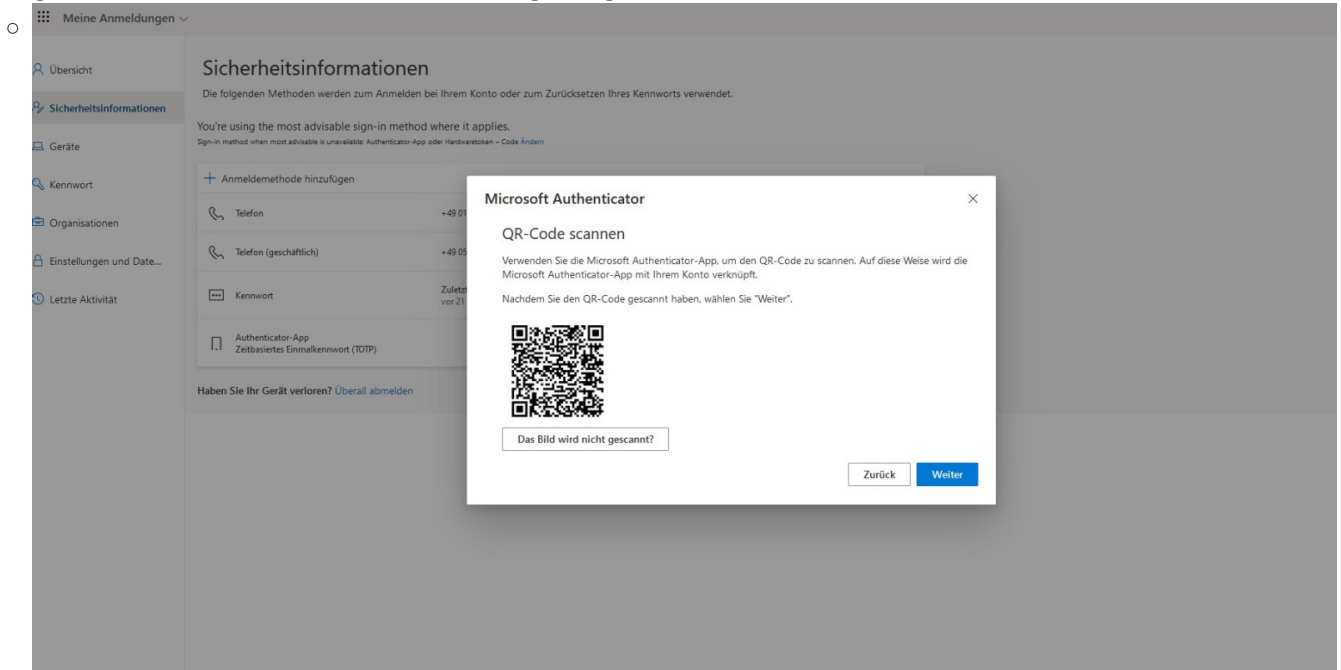 Meine Anmeldungen
Übersicht
Sicherheitsinformationen
Geräte
Kennwort
Organisationen
Einstellungen und Date...
Letzte Aktivität
Sicherheitsinformationen
Die folgenden Methoden werden zum Anmelden bei Ihrem Konto oder zum Zurücksetzen Ihres Kennworts verwendet.
You're using the most advisable sign-in method where it applies.
Sign-in method when most advisable is unavailable: Authenticator-App oder Hardwaretoken – Code Ändern
Anmeldemethode hinzufügen
Telefon +49 01
Telefon (geschäftlich) +49 05
Kennwort Zuletzt
vor 21
Authenticator-App
Zeitbasiertes Einmalkennwort (TOTP)
Haben Sie Ihr Gerät verloren? Überall abmelden
Microsoft Authenticator
QR-Code scannen
Verwenden Sie die Microsoft Authenticator-App, um den QR-Code zu scannen. Auf diese Weise wird die
Microsoft Authenticator-App mit Ihrem Konto verknüpft.
Nachdem Sie den QR-Code gescannt haben, wählen Sie "Weiter".
Das Bild wird nicht gescannt?
Zurück Weiter